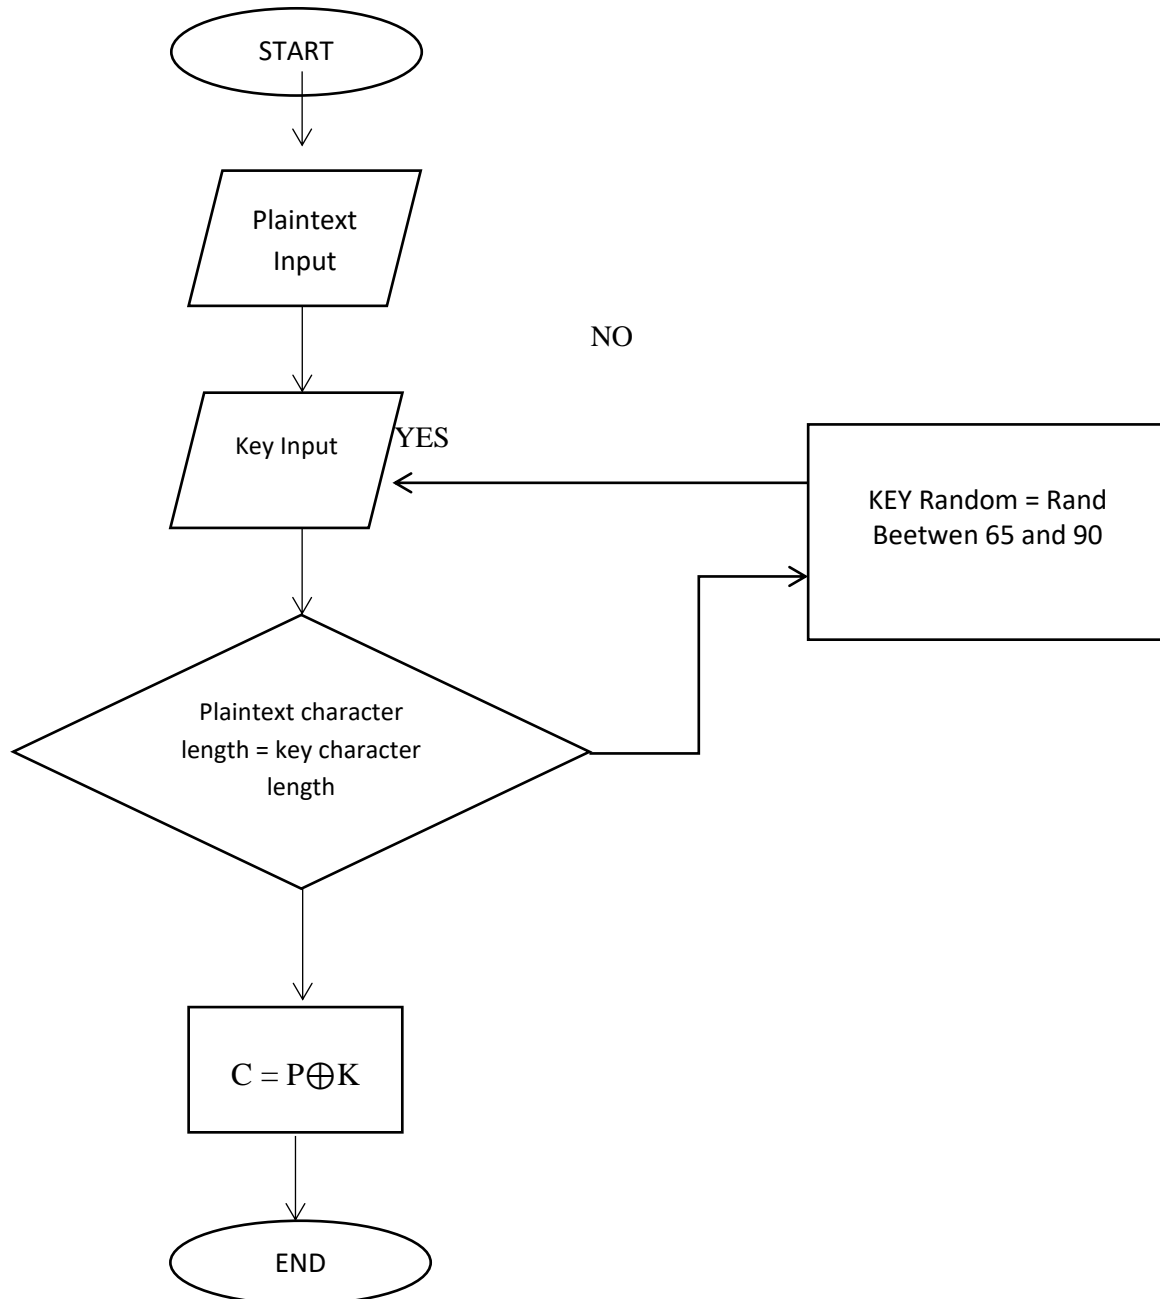 START
Plaintext
Input
NO
Key Input
YES
KEY Random = Rand
Beetwen 65 and 90
Plaintext character
length = key character
length
C = P⊕K
END